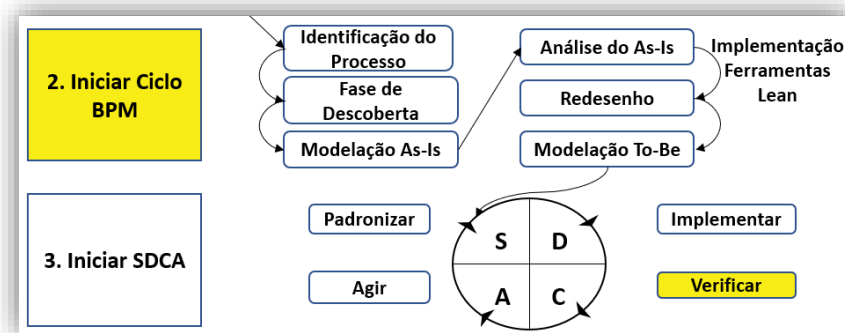 2. Iniciar Ciclo
BPM
Identificação do
Processo
Fase de
Descoberta
Modelação As-Is
Análise do As-Is
Redesenho
Modelação To-Be
Implementação
Ferramentas
Lean
3. Iniciar SDCA
Padronizar
Agir
S
D
A
C
Implementar
Verificar